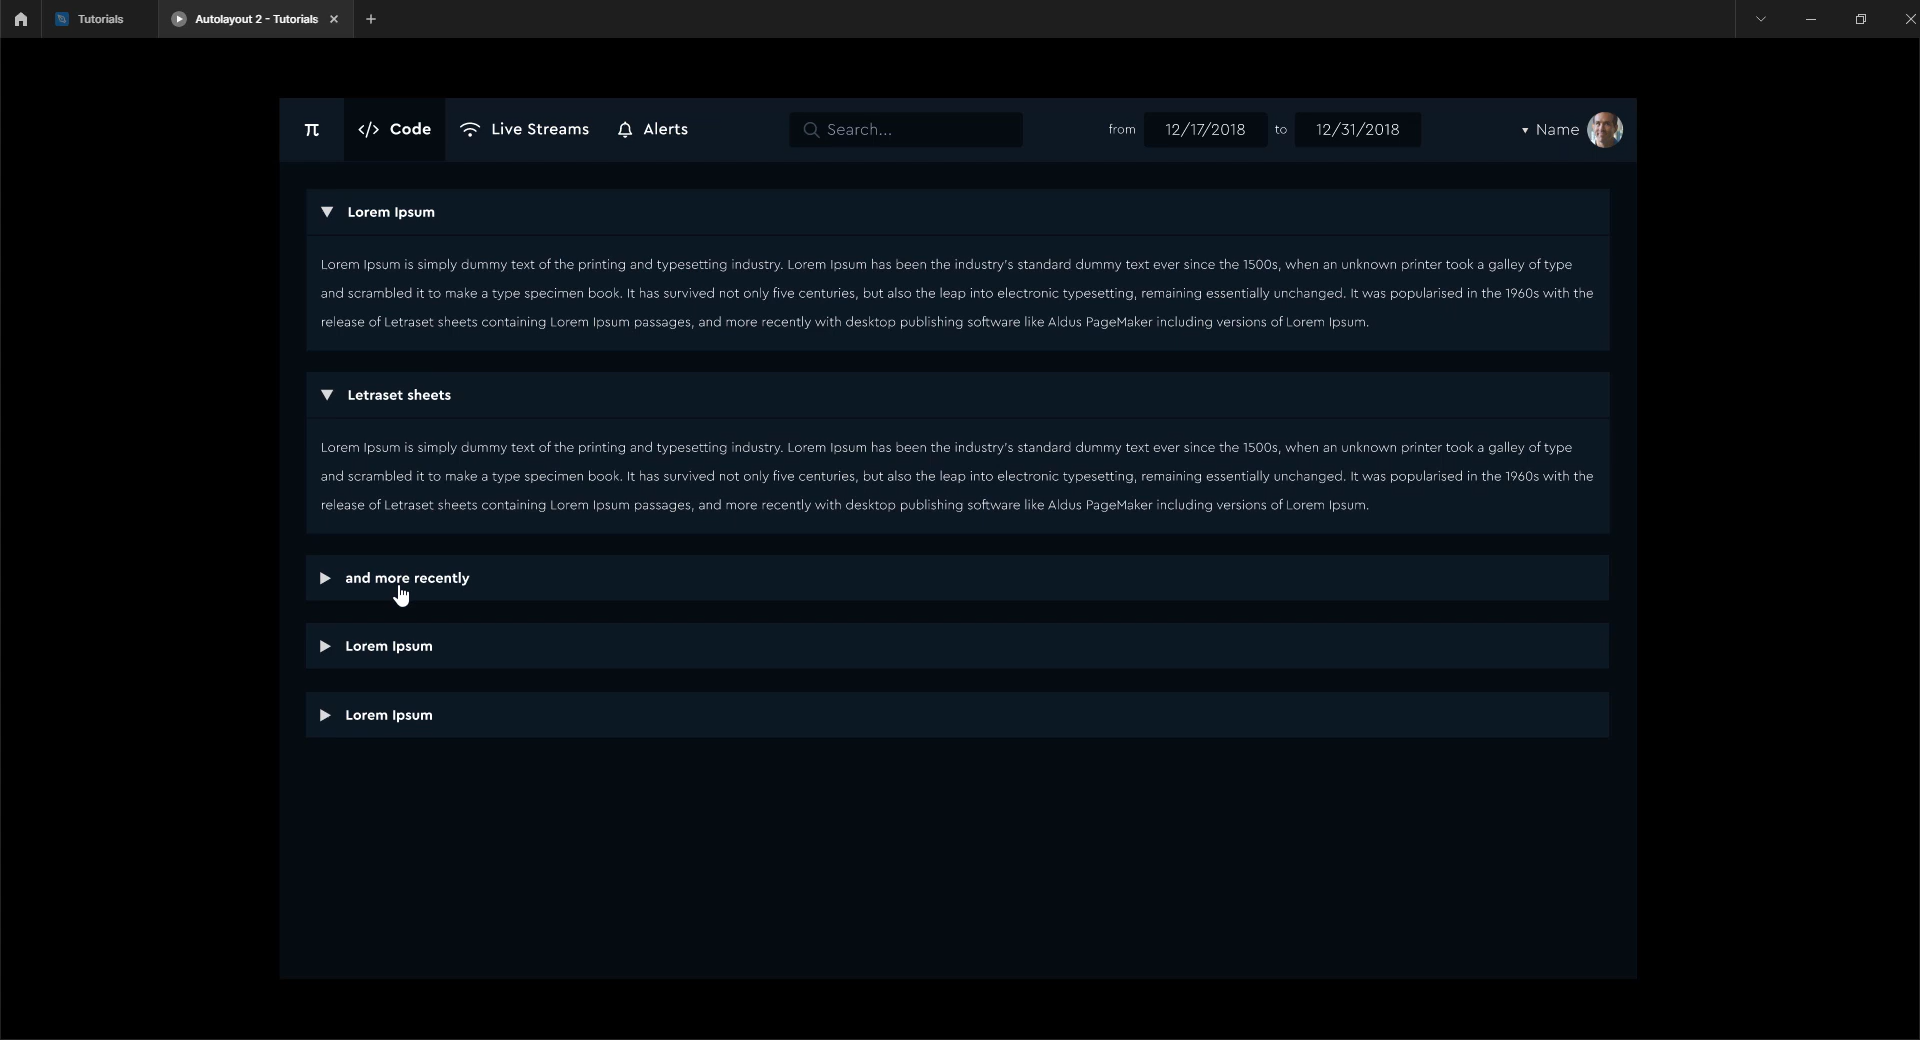 Tutorials
Autolayout 2 - Tutorials
π
</> Code
Live Streams
Alerts
Search...
from 12/17/2018 to 12/31/2018
Name
Lorem Ipsum
Lorem Ipsum is simply dummy text of the printing and typesetting industry. Lorem Ipsum has been the industry's standard dummy text ever since the 1500s, when an unknown printer took a galley of type
and scrambled it to make a type specimen book. It has survived not only five centuries, but also the leap into electronic typesetting, remaining essentially unchanged. It was popularised in the 1960s with the
release of Letraset sheets containing Lorem Ipsum passages, and more recently with desktop publishing software like Aldus PageMaker including versions of Lorem Ipsum.
Letraset sheets
Lorem Ipsum is simply dummy text of the printing and typesetting industry. Lorem Ipsum has been the industry's standard dummy text ever since the 1500s, when an unknown printer took a galley of type
and scrambled it to make a type specimen book. It has survived not only five centuries, but also the leap into electronic typesetting, remaining essentially unchanged. It was popularised in the 1960s with the
release of Letraset sheets containing Lorem Ipsum passages, and more recently with desktop publishing software like Aldus PageMaker including versions of Lorem Ipsum.
and more recently
Lorem Ipsum
Lorem Ipsum